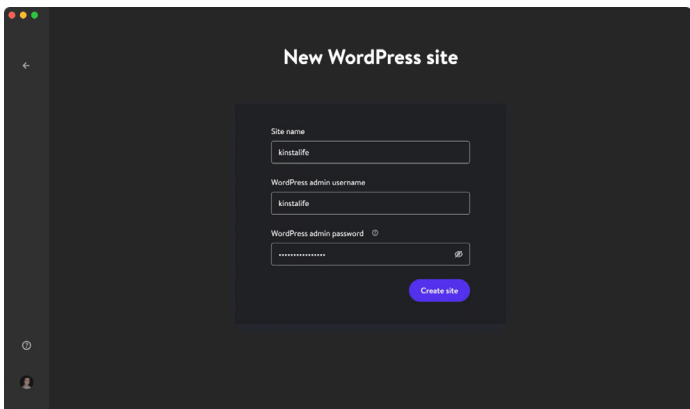 New WordPress site
Site name
kinstalife
WordPress admin username
kinstalife
WordPress admin password
••••••••••••••••
Create site